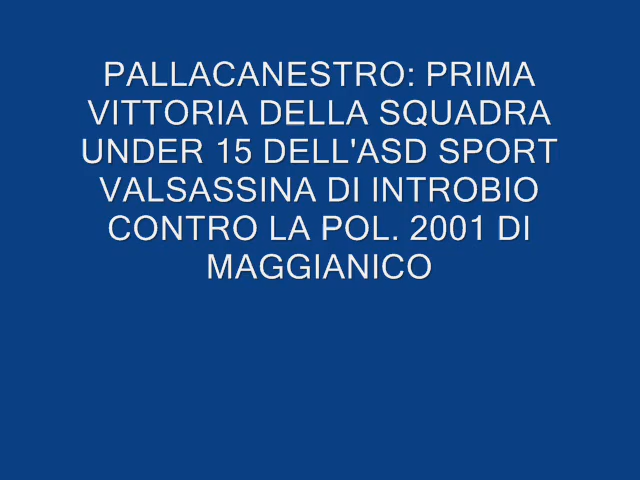 PALLACANESTRO: PRIMA
VITTORIA DELLA SQUADRA
UNDER 15 DELL'ASD SPORT
VALSASSINA DI INTROBIO
CONTRO LA POL. 2001 DI
MAGGIANICO